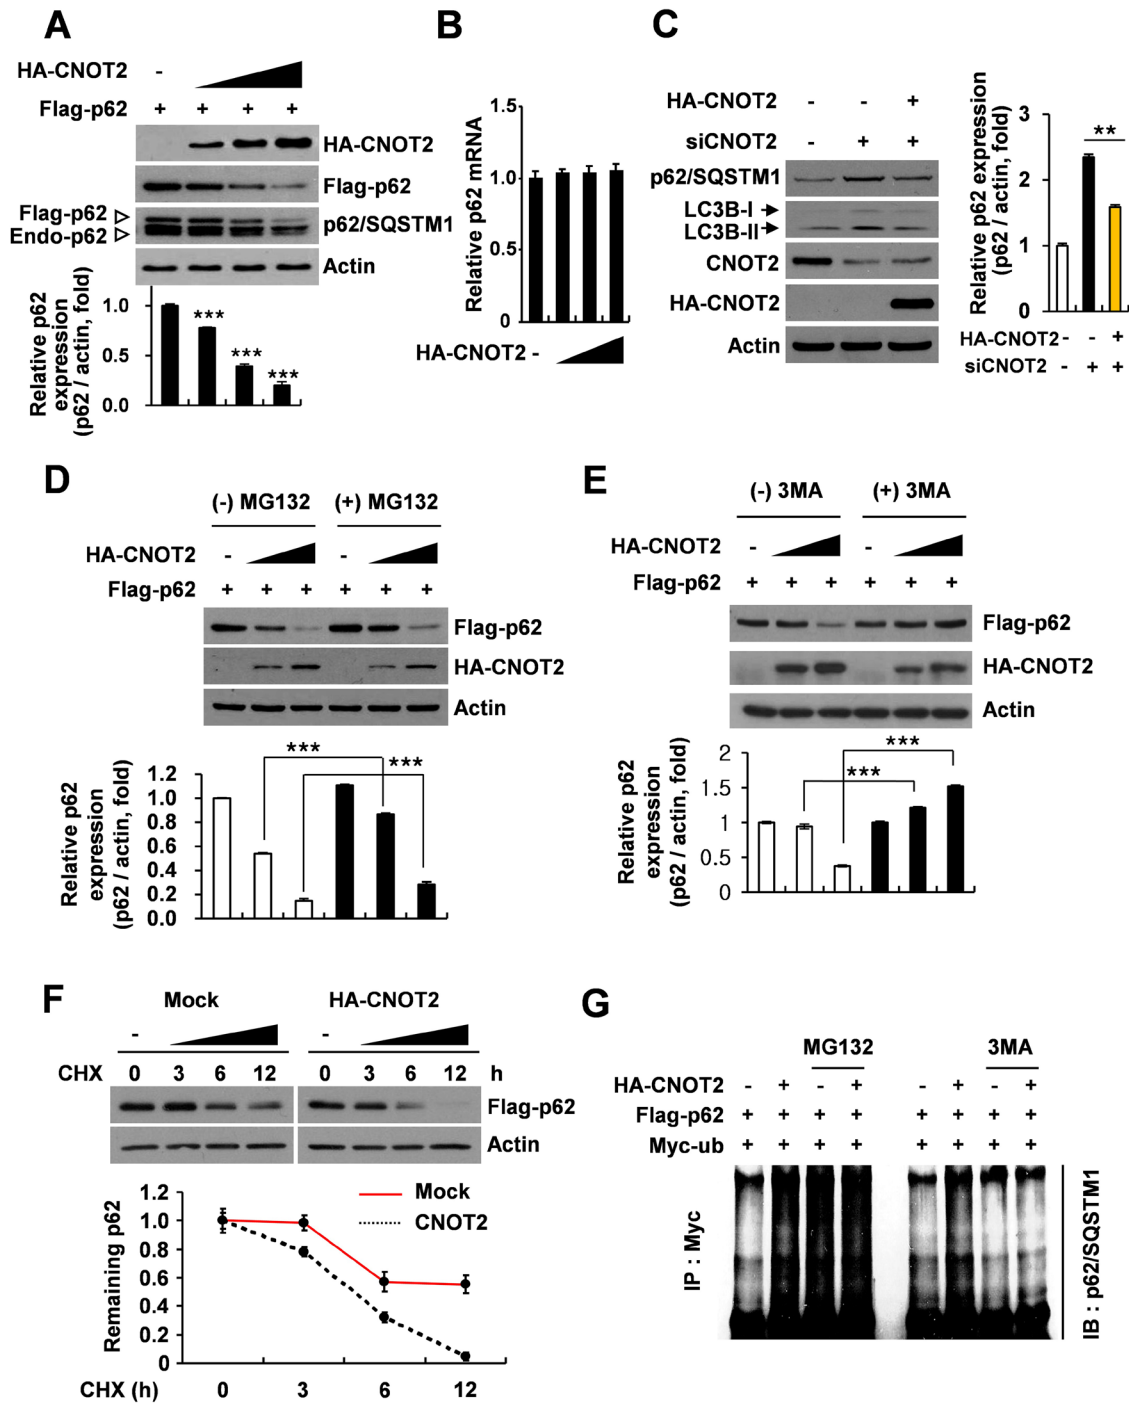 A
HA-CNOT2 -
Flag-p62 + + + +
HA-CNOT2
Flag-p62
Flag-p62
Endo-p62
p62/SQSTM1
Actin
Relative p62
expression
(p62 / actin, fold)
1.0
0.5
0.0
***
***
***
B
Relative p62 mRNA
1.5
1.0
0.5
0
HA-CNOT2 -
C
HA-CNOT2 - - +
siCNOT2 - + +
p62/SQSTM1
LC3B-I
LC3B-II
CNOT2
HA-CNOT2
Actin
Relative p62 expression
(p62 / actin, fold)
3
2
1
0
**
HA-CNOT2 - - +
siCNOT2 - + +
D
(-) MG132 (+) MG132
HA-CNOT2 - -
Flag-p62 + + + + + +
Flag-p62
HA-CNOT2
Actin
Relative p62
expression
(p62 / actin, fold)
1.2
1.0
0.8
0.6
0.4
0.2
0.0
***
***
E
(-) 3MA (+) 3MA
HA-CNOT2 - -
Flag-p62 + + + + + +
Flag-p62
HA-CNOT2
Actin
Relative p62
expression
(p62 / actin, fold)
2
1.5
1
0.5
0
***
***
F
Mock HA-CNOT2
- -
CHX 0 3 6 12 0 3 6 12 h
Flag-p62
Actin
Remaining p62
1.2
1.0
0.8
0.6
0.4
0.2
0
Mock
CNOT2
CHX (h) 0 3 6 12
G
MG132 3MA
HA-CNOT2 - + - + - + - +
Flag-p62 + + + + + + + +
Myc-ub + + + + + + + +
IP : Myc
IB : p62/SQSTM1